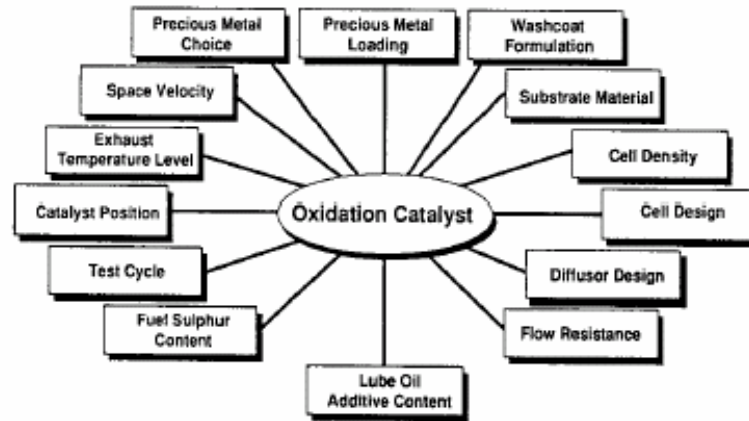 Precious Metal
Choice
Precious Metal
Loading
Washcoat
Formulation
Space Velocity
Substrate Material
Exhaust
Temperature Level
Cell Density
Catalyst Position
Oxidation Catalyst
Cell Design
Test Cycle
Diffusor Design
Fuel Sulphur
Content
Flow Resistance
Lube Oil
Additive Content